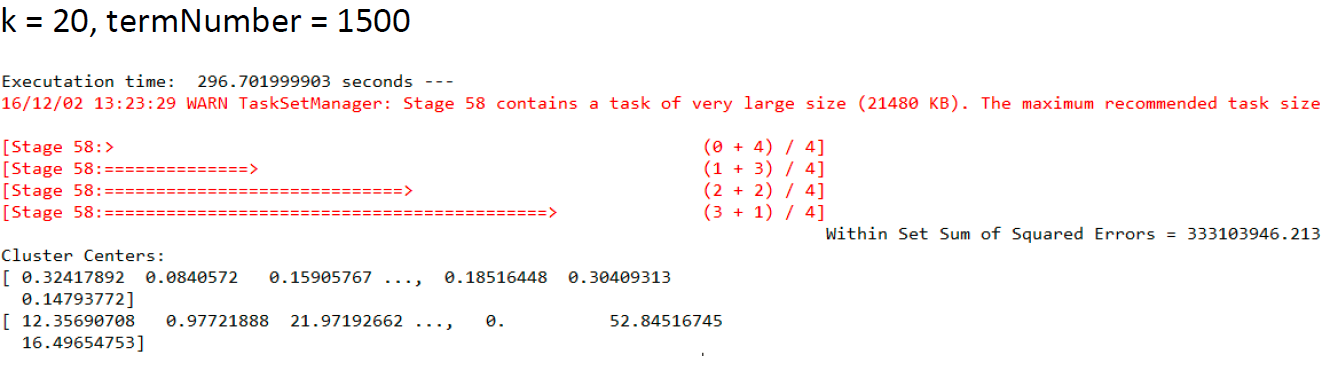 k = 20, termNumber = 1500
Executation time:  296.701999903 seconds ---
16/12/02 13:23:29 WARN TaskSetManager: Stage 58 contains a task of very large size (21480 KB). The maximum recommended task size
[Stage 58:>                                                          (0 + 4) / 4]
[Stage 58:==============>                                            (1 + 3) / 4]
[Stage 58:=============================>                             (2 + 2) / 4]
[Stage 58:===========================================>               (3 + 1) / 4]
Within Set Sum of Squared Errors = 333103946.213
Cluster Centers:
[ 0.32417892  0.0840572   0.15905767 ...,  0.18516448  0.30409313
  0.14793772]
[ 12.35690708   0.97721888  21.97192662 ...,   0.          52.84516745
  16.49654753]